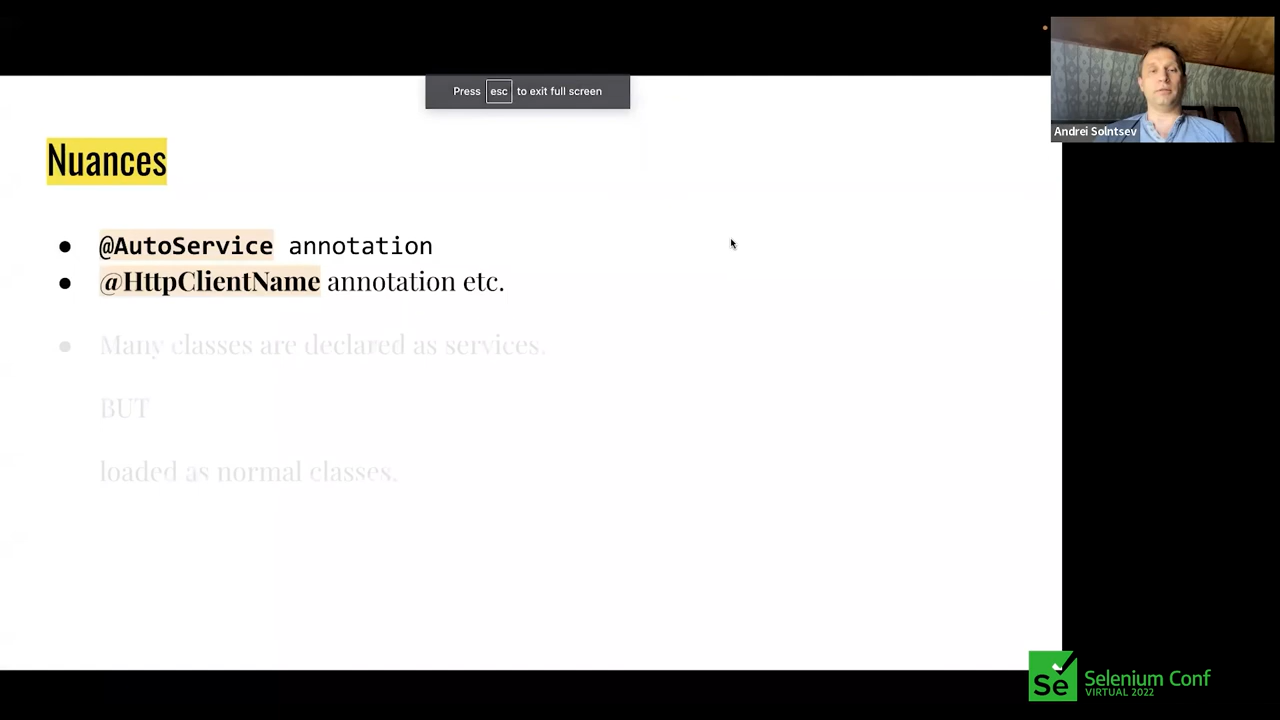 Press esc to exit full screen
Andrei Solntsev
Nuances
@AutoService annotation
@HttpClientName annotation etc.
Many classes are declared as services.
BUT
loaded as normal classes.
Se
Selenium Conf
VIRTUAL 2022